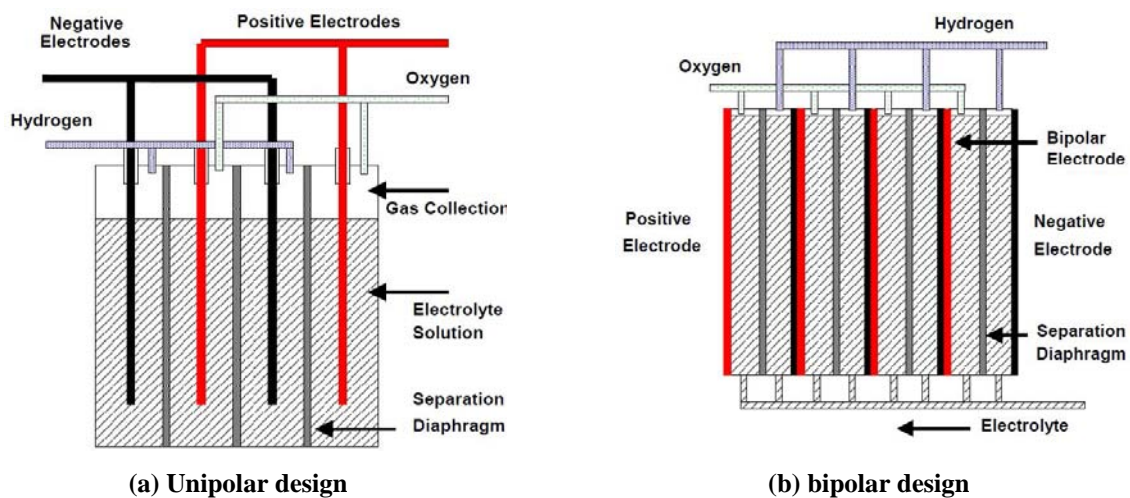 Negative
Electrodes
Positive Electrodes
Oxygen
Hydrogen
Gas Collection
Electrolyte
Solution
Separation
Diaphragm
(a) Unipolar design
Hydrogen
Oxygen
Bipolar
Electrode
Positive
Electrode
Negative
Electrode
Separation
Diaphragm
Electrolyte
(b) bipolar design